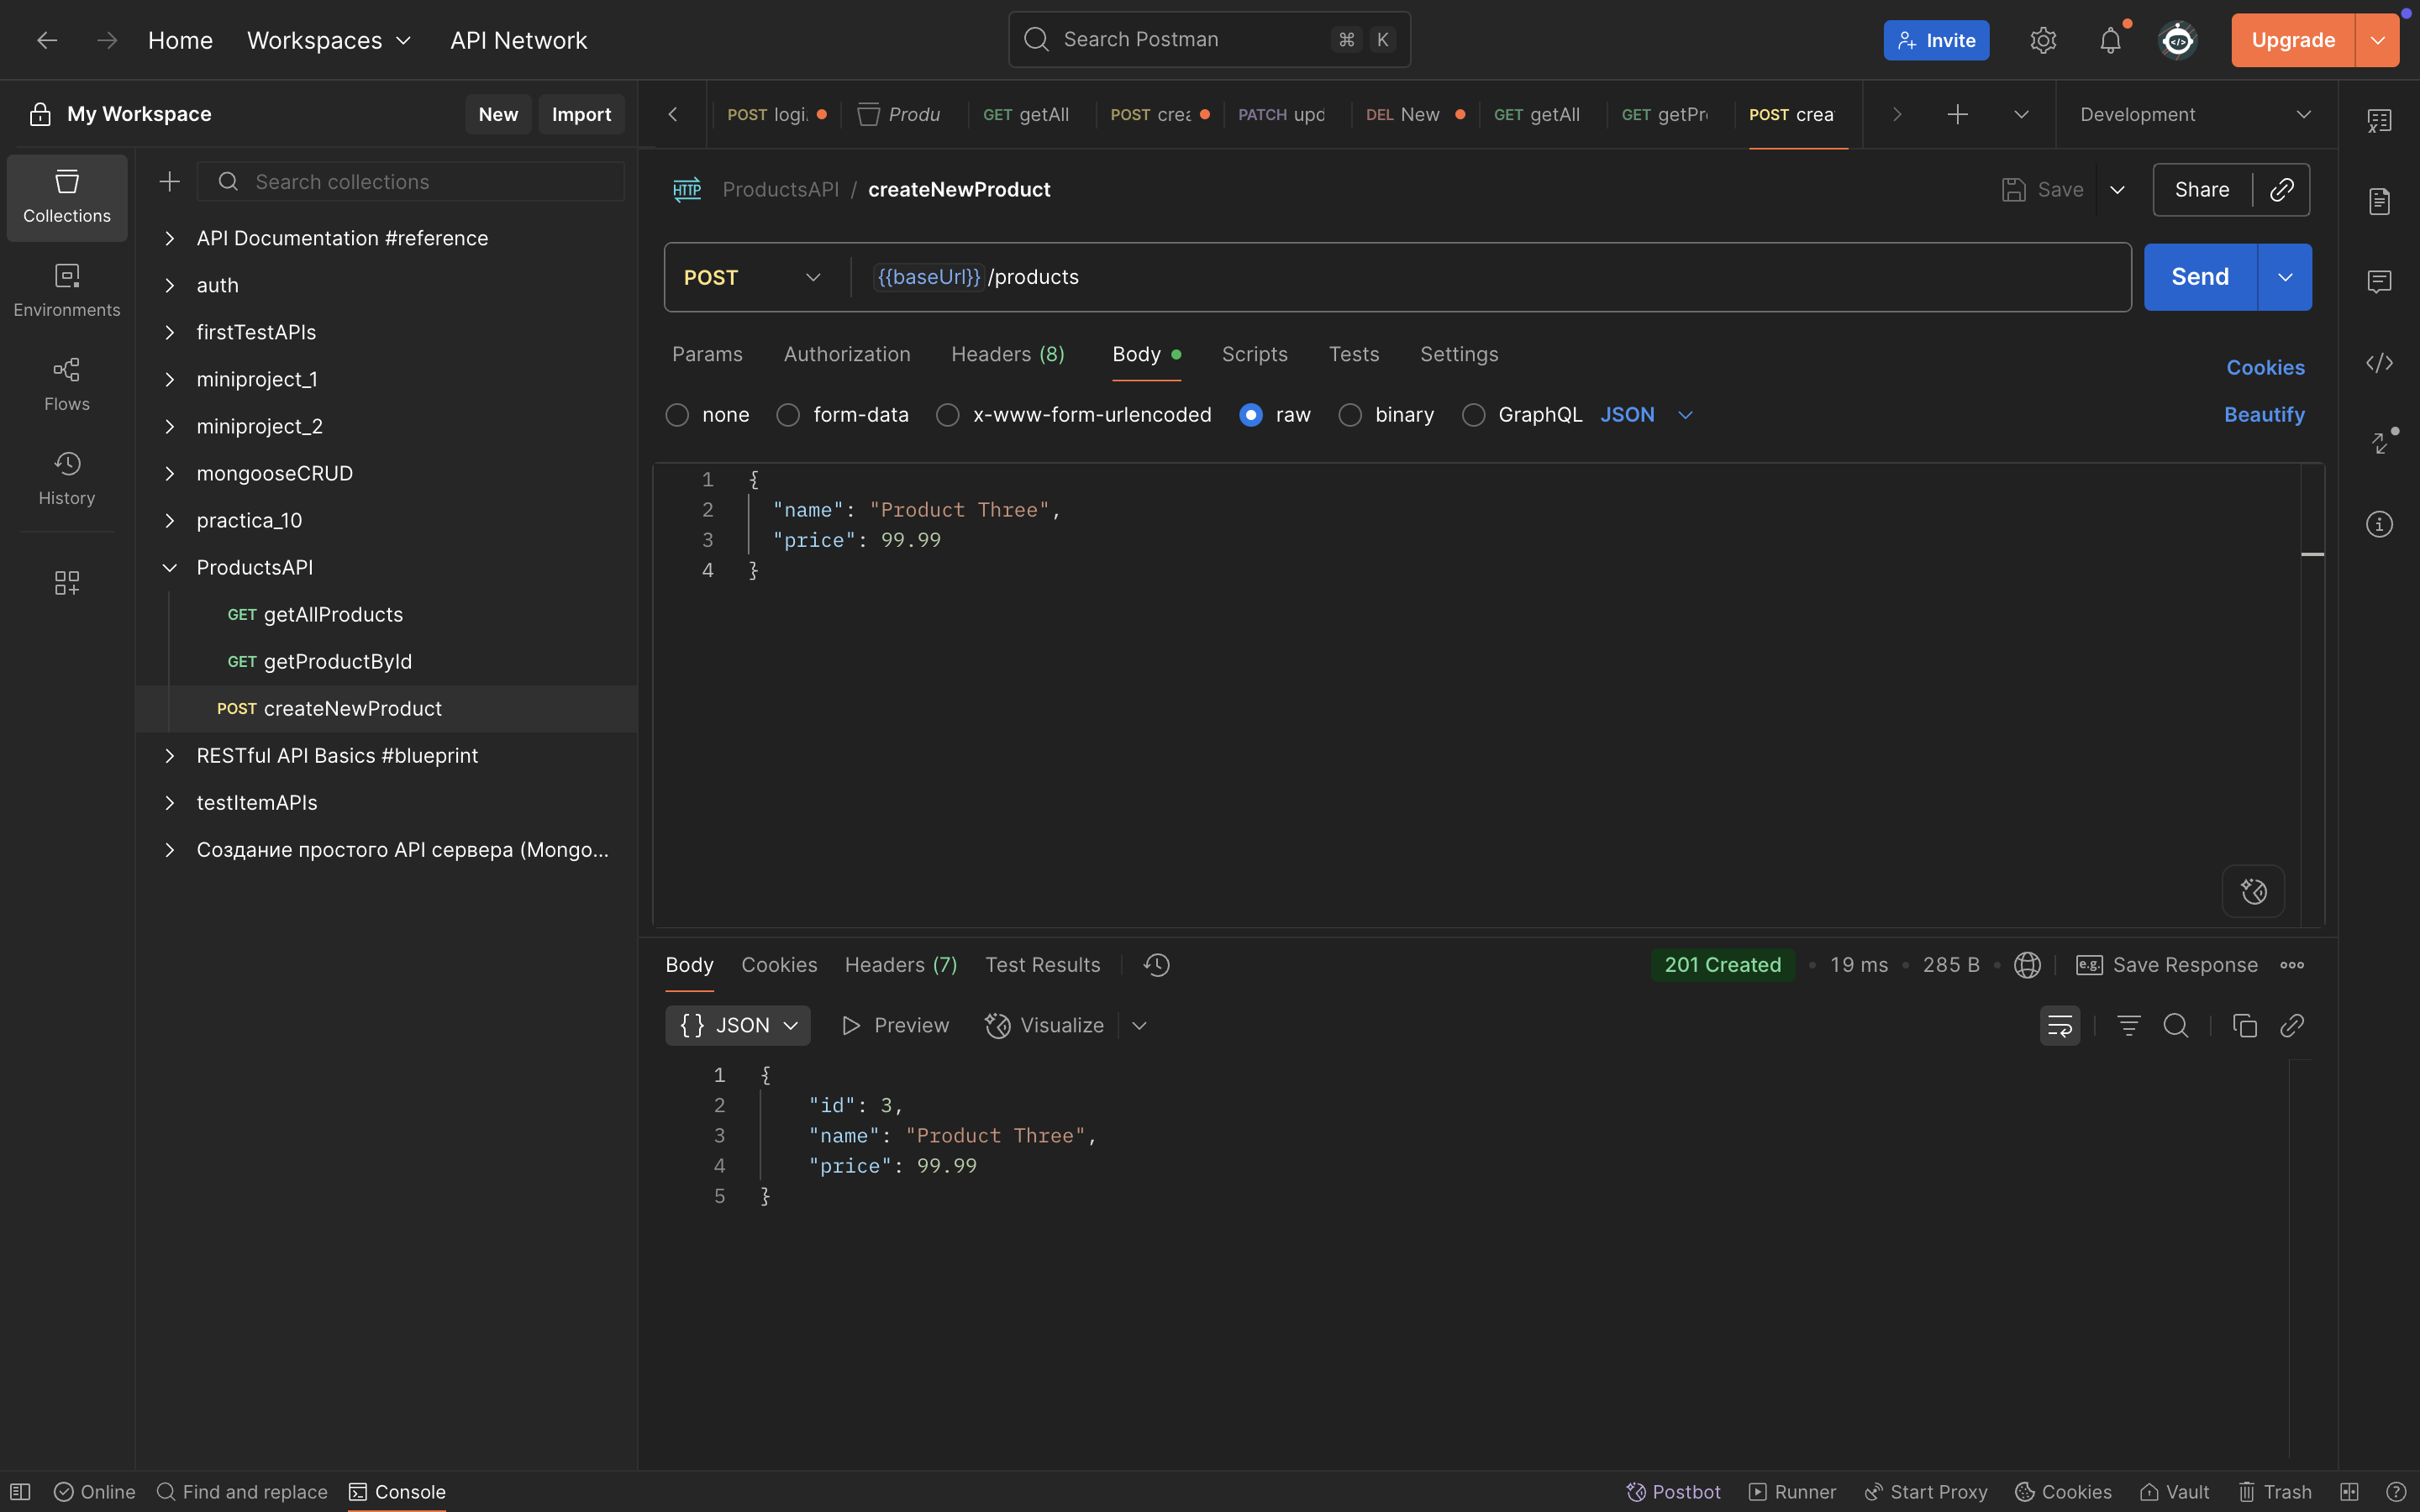 Home Workspaces API Network Search Postman ⌘ K Invite Upgrade
My Workspace New Import
POST logi. Produ GET getAll POST crea PATCH upd DEL New GET getAll GET getPr POST crea Development
Collections
Environments
Flows
History
Search collections
API Documentation #reference
auth
firstTestAPIs
miniproject_1
miniproject_2
mongooseCRUD
practica_10
ProductsAPI
GET getAllProducts
GET getProductById
POST createNewProduct
RESTful API Basics #blueprint
testItemAPIs
Создание простого API сервера (Mongo...
HTTP ProductsAPI / createNewProduct Save Share
POST {{baseUrl}} /products Send
Params Authorization Headers (8) Body Scripts Tests Settings Cookies
none form-data x-www-form-urlencoded raw binary GraphQL JSON Beautify
1 {
2 "name": "Product Three",
3 "price": 99.99
4 }
Body Cookies Headers (7) Test Results 201 Created • 19 ms • 285 B • e.g. Save Response
{} JSON Preview Visualize
1 {
2 "id": 3,
3 "name": "Product Three",
4 "price": 99.99
5 }
Online Find and replace Console Postbot Runner Start Proxy Cookies Vault Trash